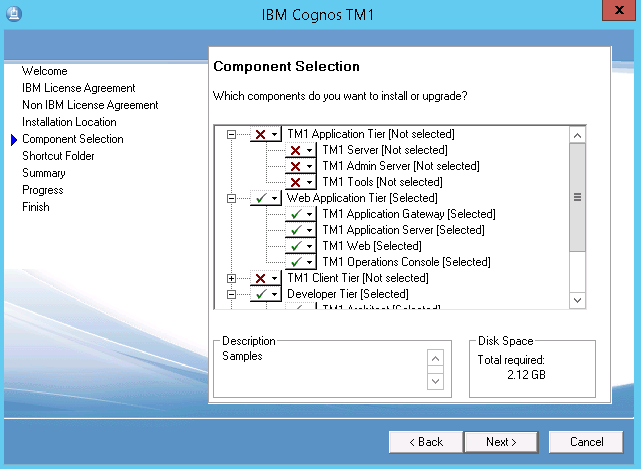 IBM Cognos TM1
Welcome
IBM License Agreement
Non IBM License Agreement
Installation Location
Component Selection
Shortcut Folder
Summary
Progress
Finish
Component Selection
Which components do you want to install or upgrade?
TM1 Application Tier [Not selected]
TM1 Server [Not selected]
TM1 Admin Server [Not selected]
TM1 Tools [Not selected]
Web Application Tier [Selected]
TM1 Application Gateway [Selected]
TM1 Application Server [Selected]
TM1 Web [Selected]
TM1 Operations Console [Selected]
TM1 Client Tier [Not selected]
Developer Tier [Selected]
TM1 Architect [Selected]
Description
Samples
Disk Space
Total required:
2.12 GB
< Back
Next >
Cancel